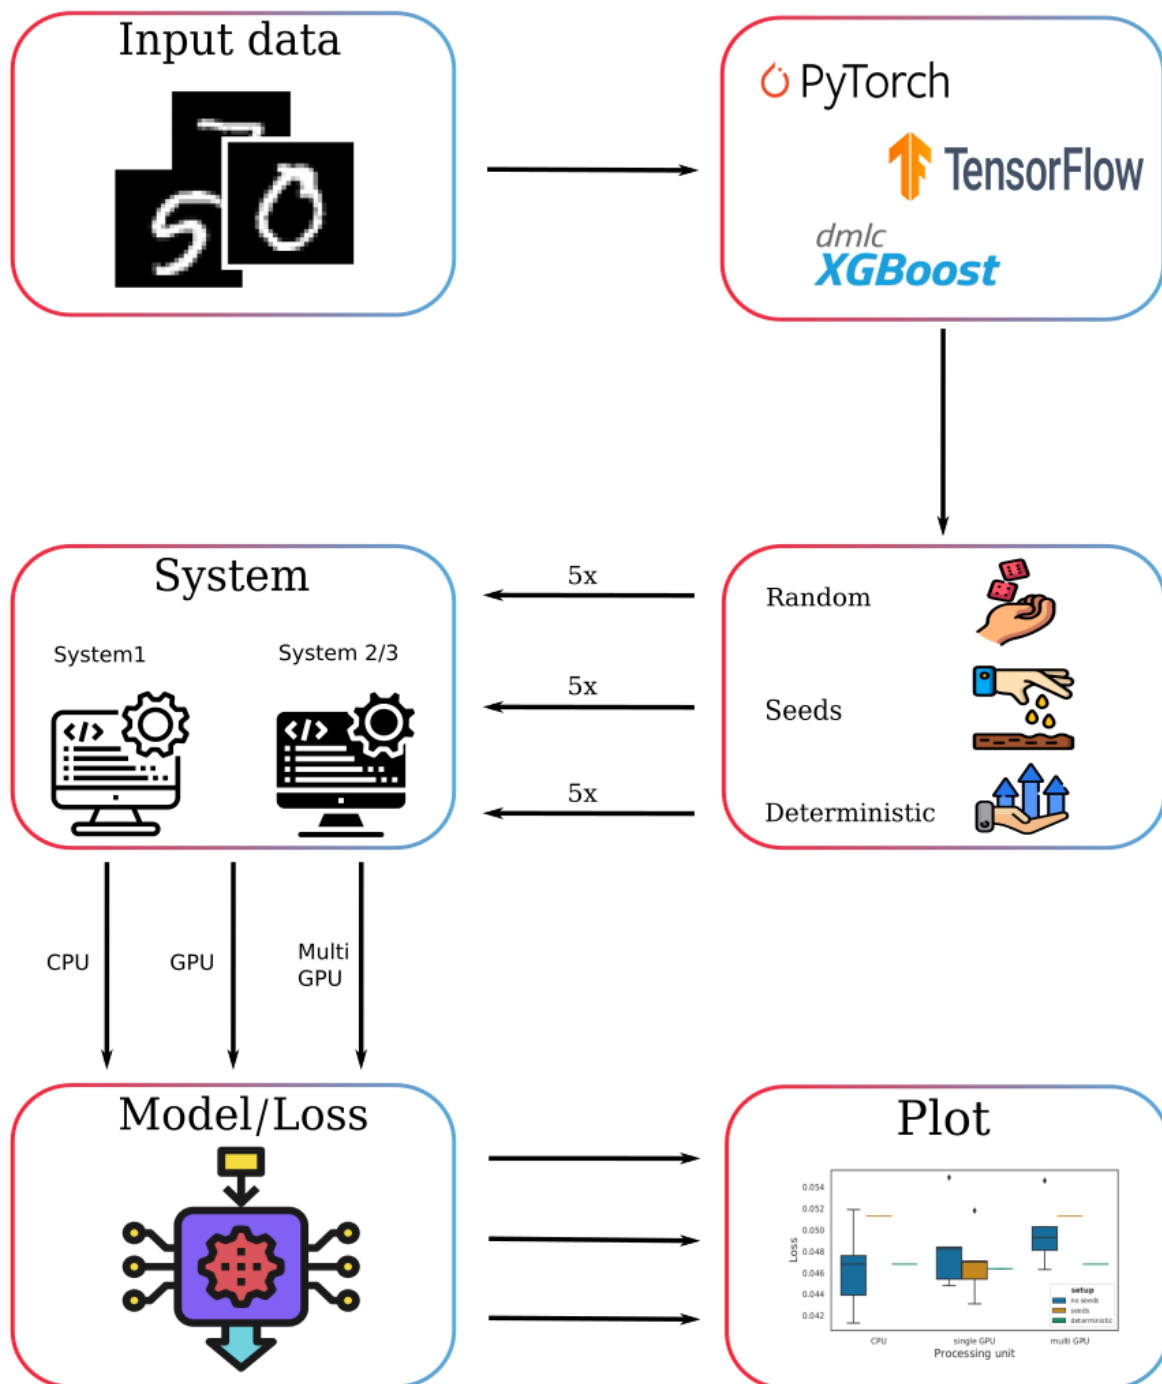 Input data
PyTorch
TensorFlow
dmlc
XGBoost
Random
Seeds
Deterministic
5x
5x
5x
System
System1
System 2/3
</>
</>
CPU
GPU
Multi
GPU
Model/Loss
Plot
0.054
0.052
0.050
0.048
0.046
0.044
0.042
Loss
setup
no seeds
seeds
deterministic
CPU
single GPU
multi GPU
Processing unit